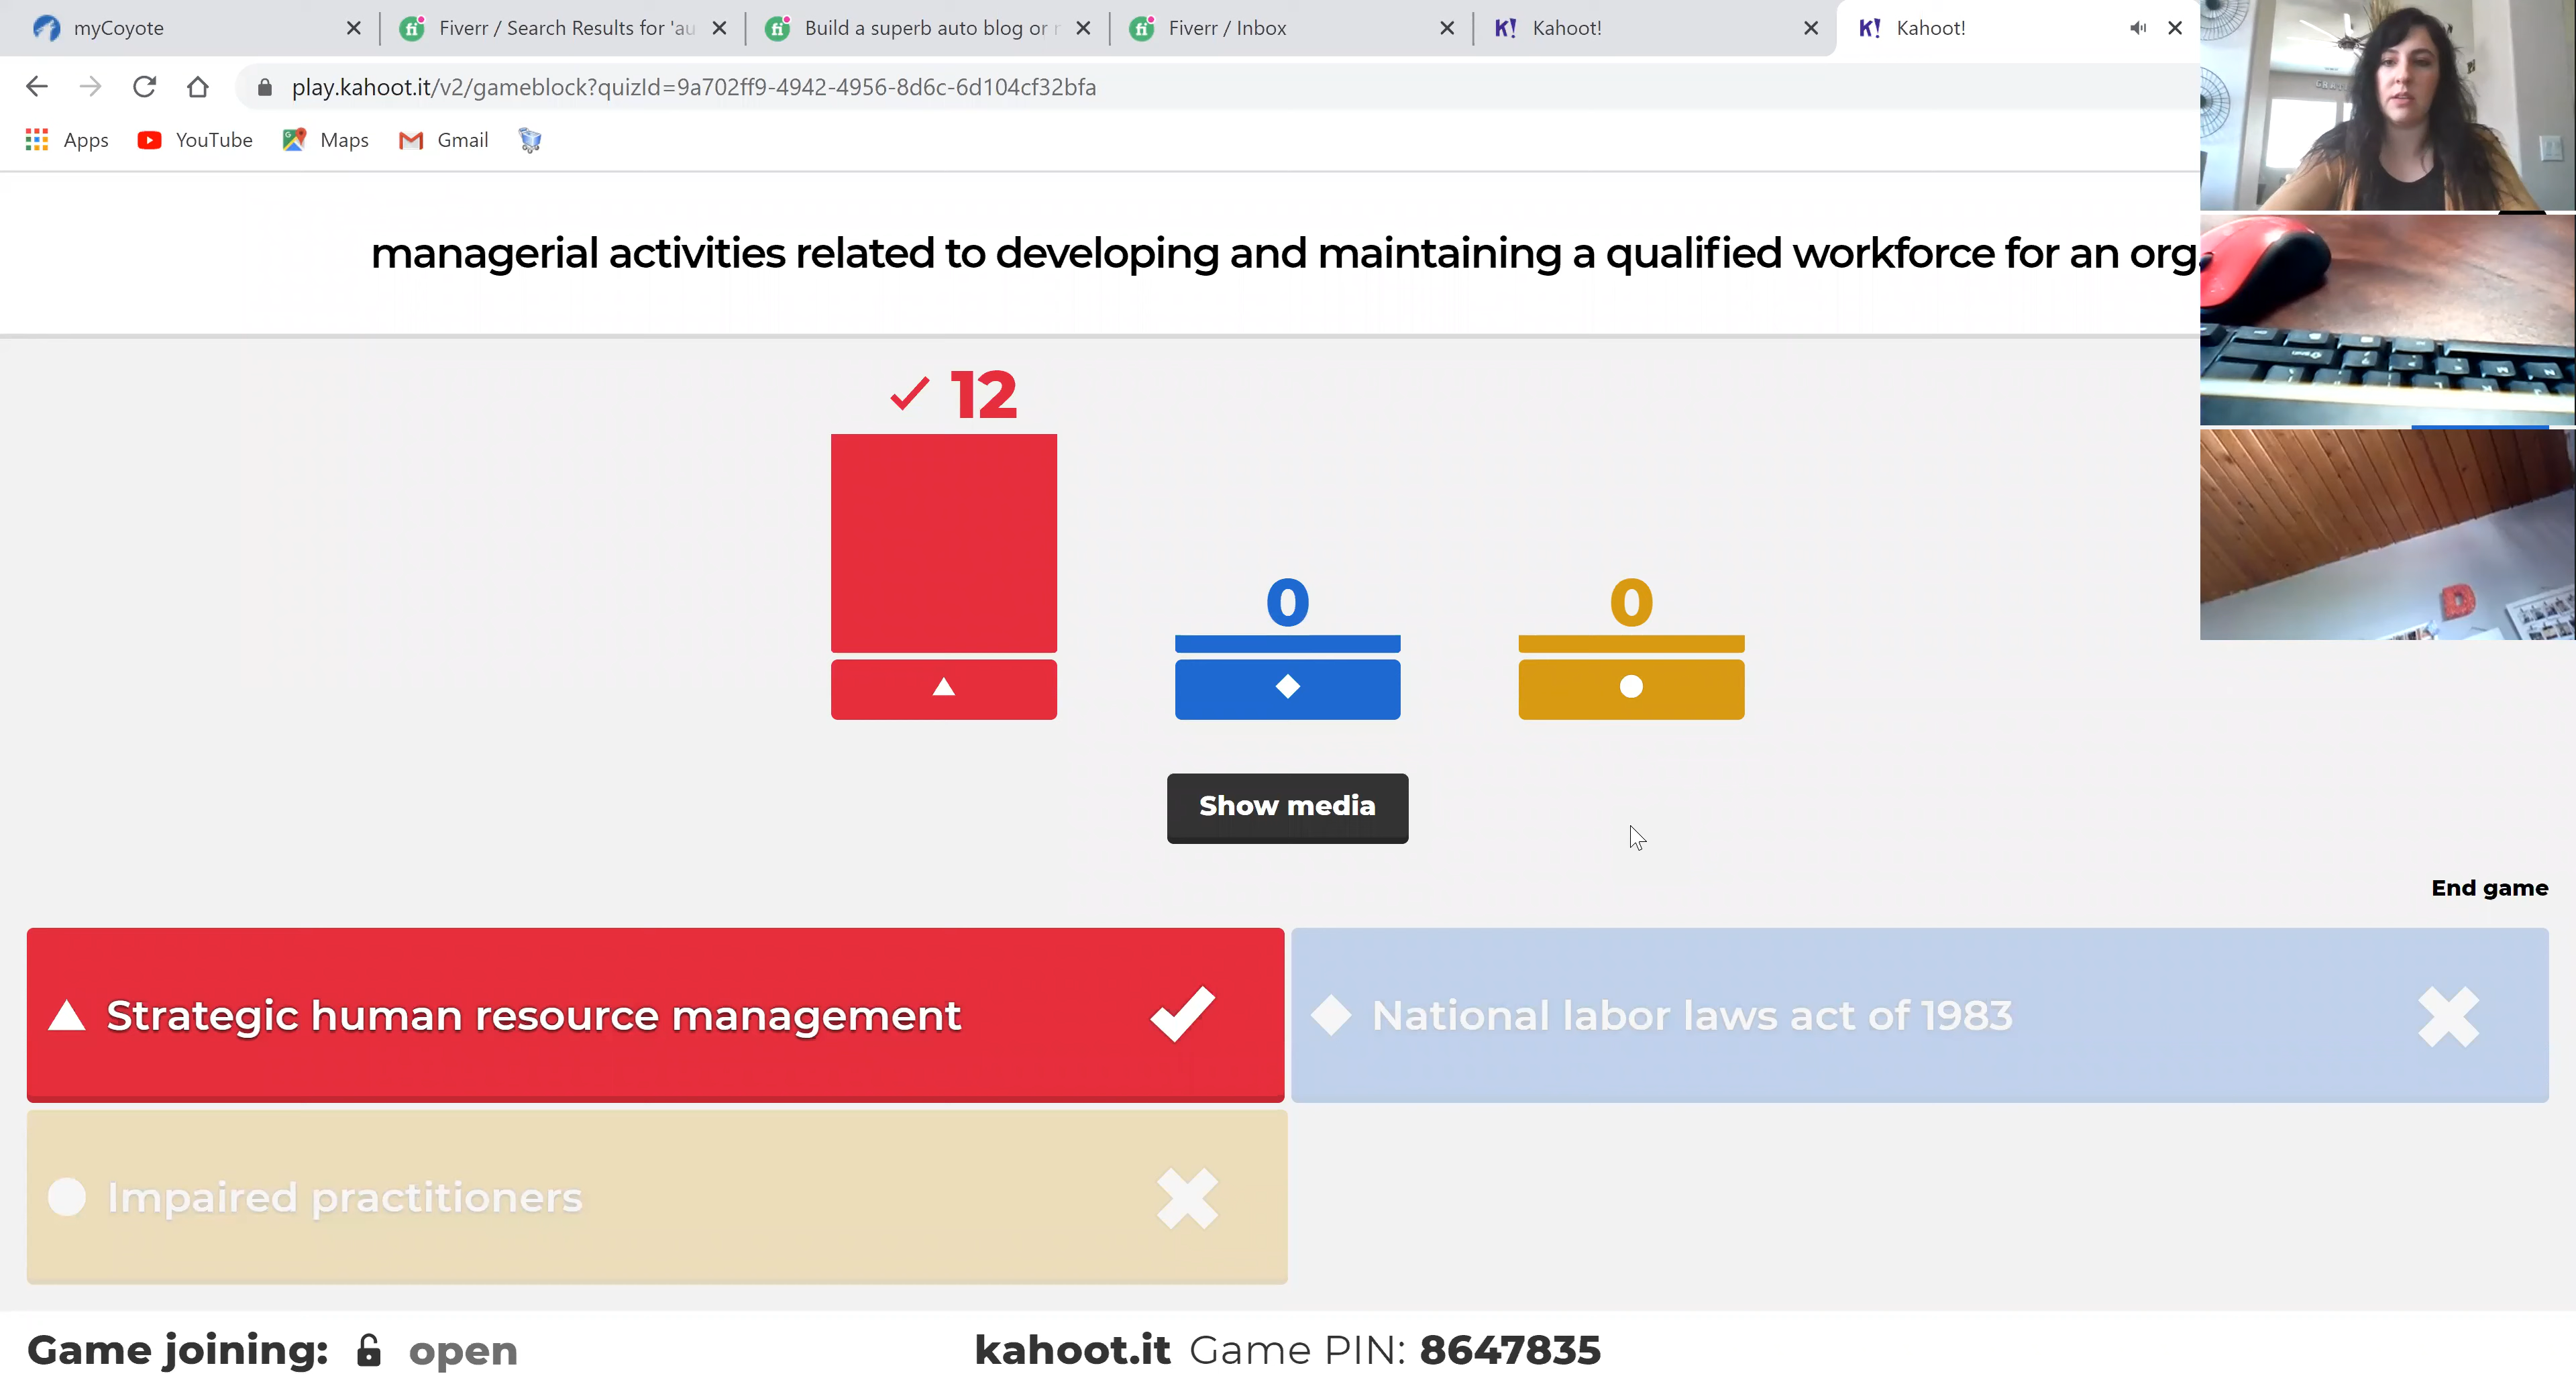 myCoyote
Fiverr / Search Results for 'au
Build a superb auto blog or
Fiverr / Inbox
K! Kahoot!
K! Kahoot!
play.kahoot.it/v2/gameblock?quizId=9a702ff9-4942-4956-8d6c-6d104cf32bfa
Apps YouTube Maps Gmail
managerial activities related to developing and maintaining a qualified workforce for an org
12
0
0
Show media
End game
Strategic human resource management
National labor laws act of 1983
Impaired practitioners
Game joining: open
kahoot.it Game PIN: 8647835
D